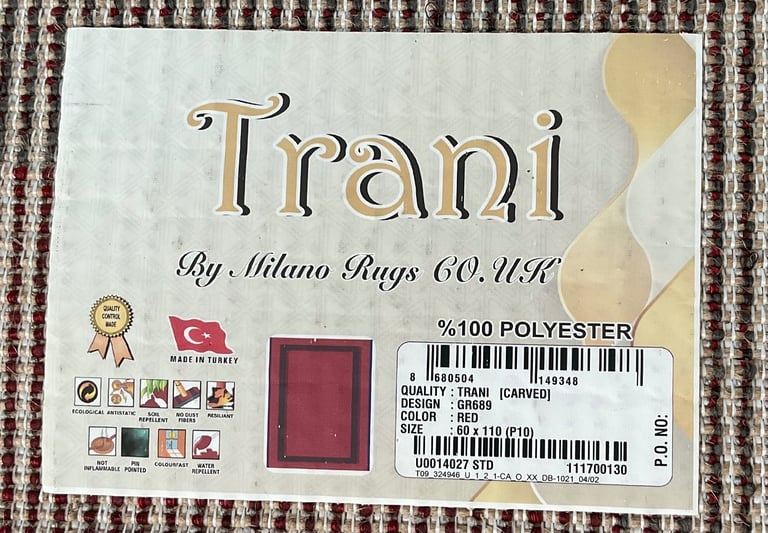 Trani
By Milano Rugs CO.UK
QUALITY
CONTROL
MADE
MADE IN TURKEY
ECOLOGICAL ANTISTATIC SOIL REPELLENT NO DUST FIBERS RESILIANT
NOT INFLAMMABLE PIN POINTED COLOURFAST WATER REPELLENT
%100 POLYESTER
8 680504 149348
QUALITY : TRANI [CARVED]
DESIGN : GR689
COLOR : RED
SIZE : 60 x 110 (P10)
U0014027 STD 111700130
T09_324946_U_1_2_1-CA_O_XX_DB-1021_04/02
P.O. NO: